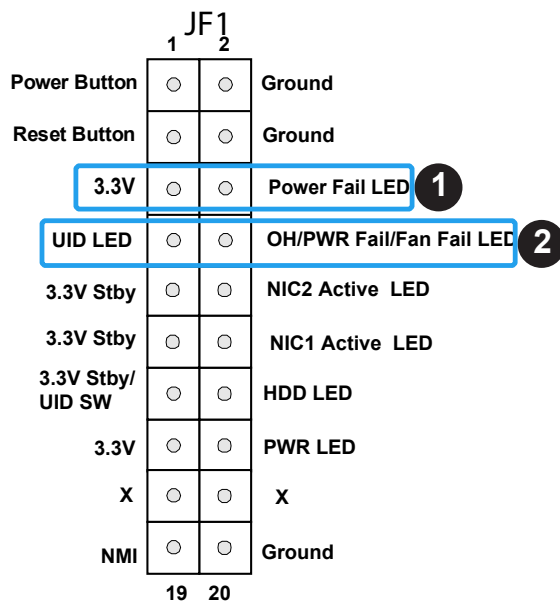 JF1
1 2
Power Button Ground
Reset Button Ground
3.3V Power Fail LED 1
UID LED OH/PWR Fail/Fan Fail LED 2
3.3V Stby NIC2 Active LED
3.3V Stby NIC1 Active LED
3.3V Stby/
UID SW HDD LED
3.3V PWR LED
X X
NMI Ground
19 20